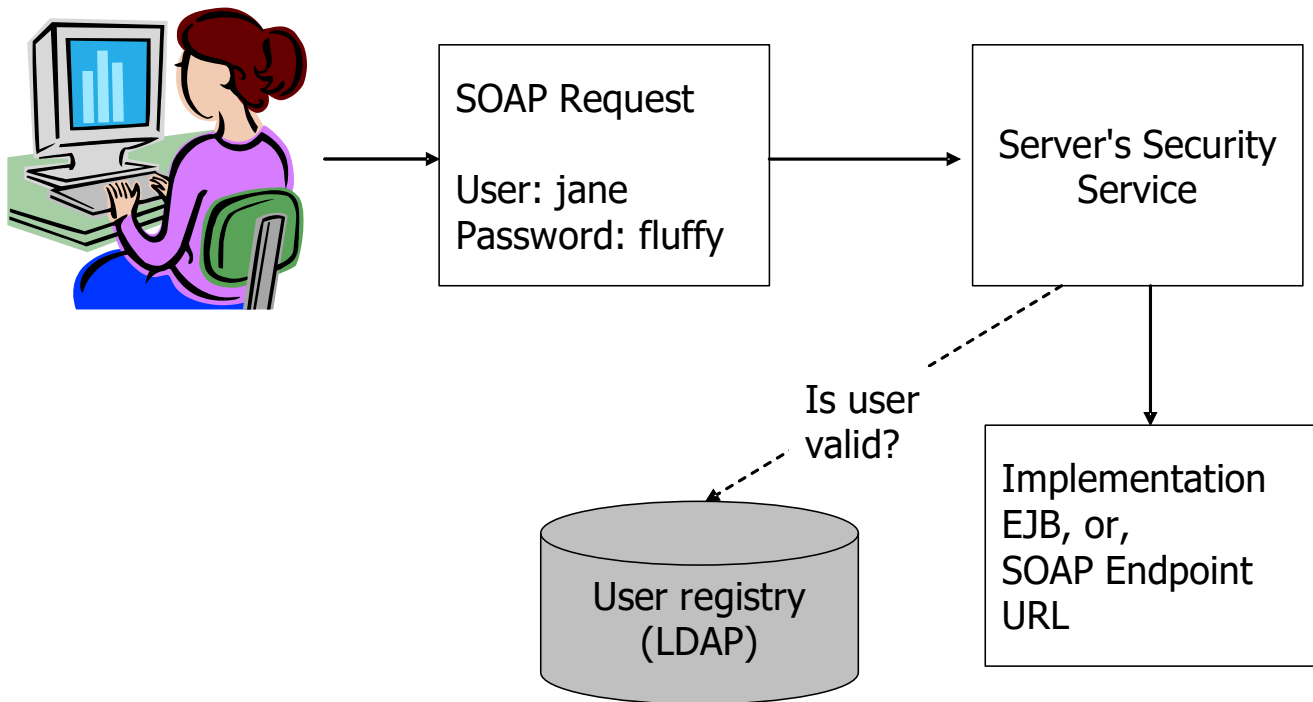 SOAP Request
User: jane
Password: fluffy
Server's Security
Service
Is user
valid?
User registry
(LDAP)
Implementation
EJB, or,
SOAP Endpoint
URL